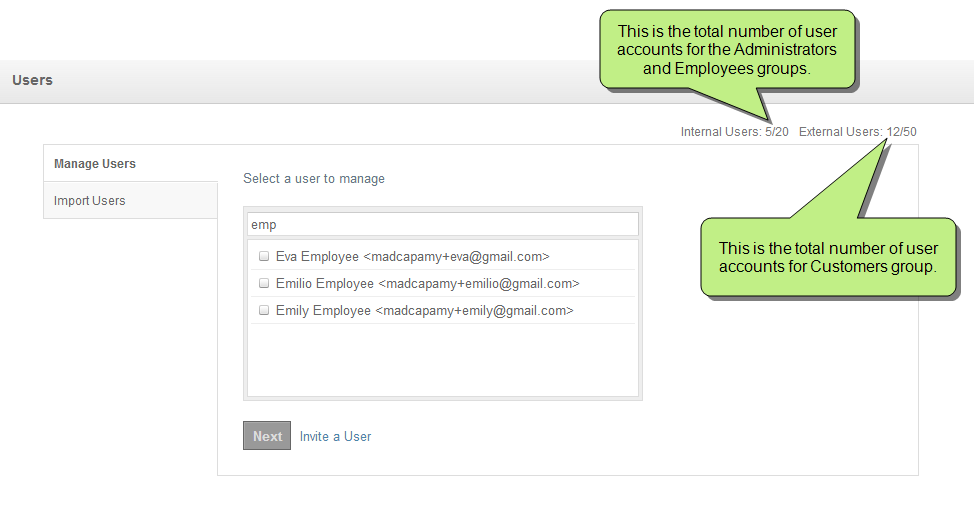 This is the total number of user
accounts for the Administrators
and Employees groups.
Users
Internal Users: 5/20 External Users: 12/50
Manage Users
Import Users
Select a user to manage
emp
Eva Employee <madcapamy+eva@gmail.com>
Emilio Employee <madcapamy+emilio@gmail.com>
Emily Employee <madcapamy+emily@gmail.com>
This is the total number of user
accounts for Customers group.
Next Invite a User